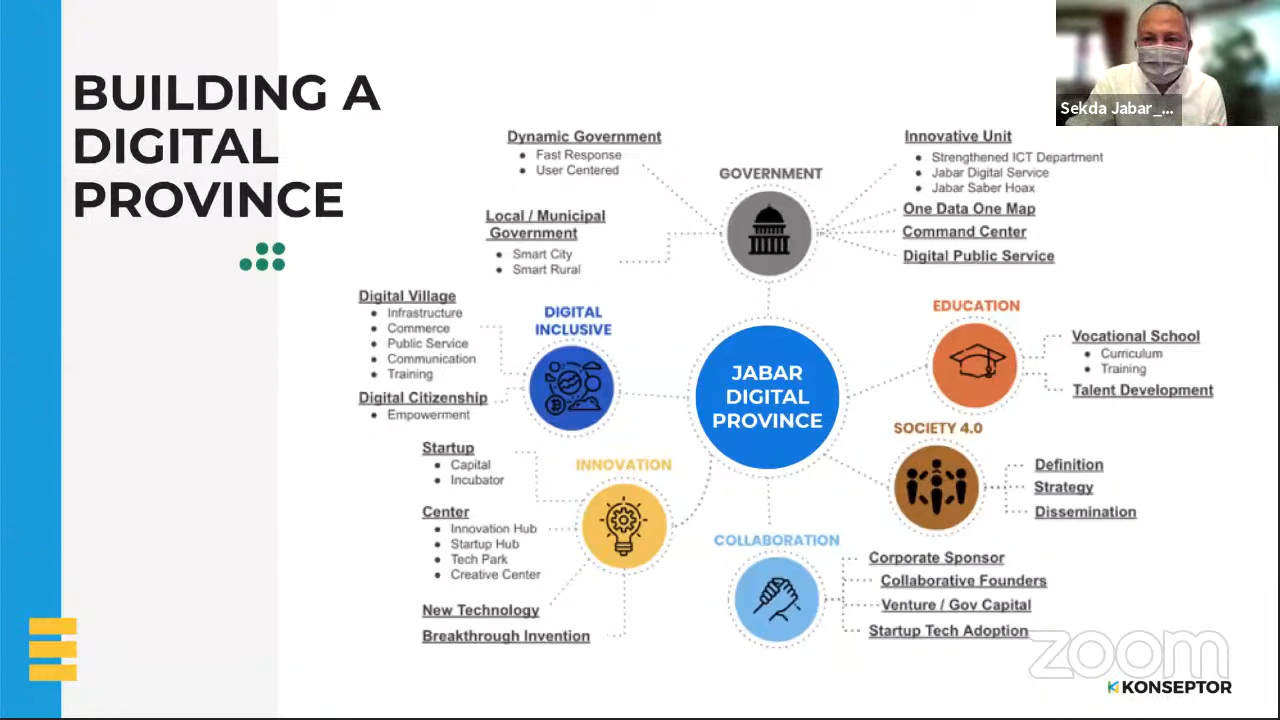 BUILDING A
DIGITAL
PROVINCE
Sekda Jabar_...
Dynamic Government
● Fast Response
● User Centered
Local / Municipal
Government
● Smart City
● Smart Rural
GOVERNMENT
Innovative Unit
● Strengthened ICT Department
● Jabar Digital Service
● Jabar Saber Hoax
One Data One Map
Command Center
Digital Public Service
Digital Village
● Infrastructure
● Commerce
● Public Service
● Communication
● Training
Digital Citizenship
● Empowerment
DIGITAL
INCLUSIVE
JABAR
DIGITAL
PROVINCE
EDUCATION
Vocational School
● Curriculum
● Training
Talent Development
SOCIETY 4.0
Definition
Strategy
Dissemination
Startup
● Capital
● Incubator
Center
● Innovation Hub
● Startup Hub
● Tech Park
● Creative Center
New Technology
Breakthrough Invention
INNOVATION
COLLABORATION
Corporate Sponsor
Collaborative Founders
Venture / Gov Capital
Startup Tech Adoption
zoom
KONSEPTOR